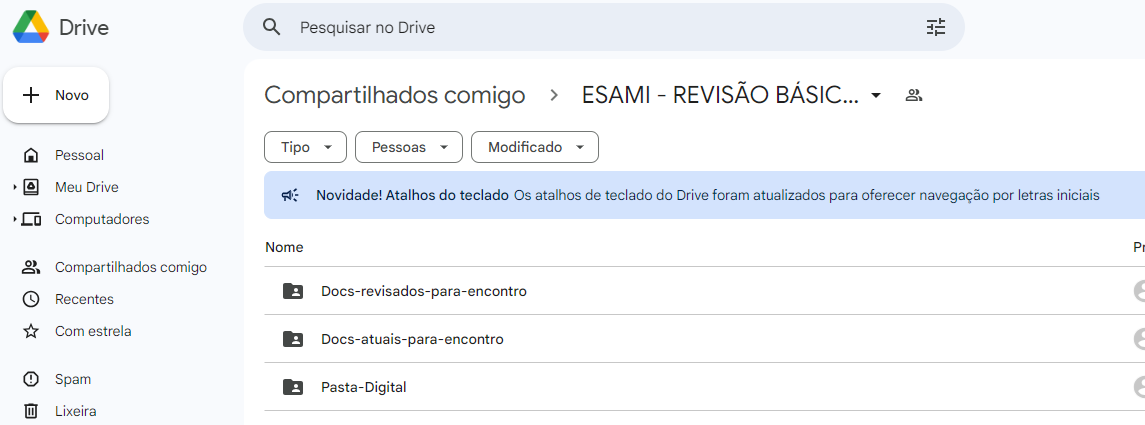 Drive
Pesquisar no Drive
Novo
Compartilhados comigo > ESAMI - REVISÃO BÁSIC...
Pessoal
Meu Drive
Computadores
Compartilhados comigo
Recentes
Com estrela
Spam
Lixeira
Tipo Pessoas Modificado
Novidade! Atalhos do teclado Os atalhos de teclado do Drive foram atualizados para oferecer navegação por letras iniciais
Nome Pr
Docs-revisados-para-encontro
Docs-atuais-para-encontro
Pasta-Digital